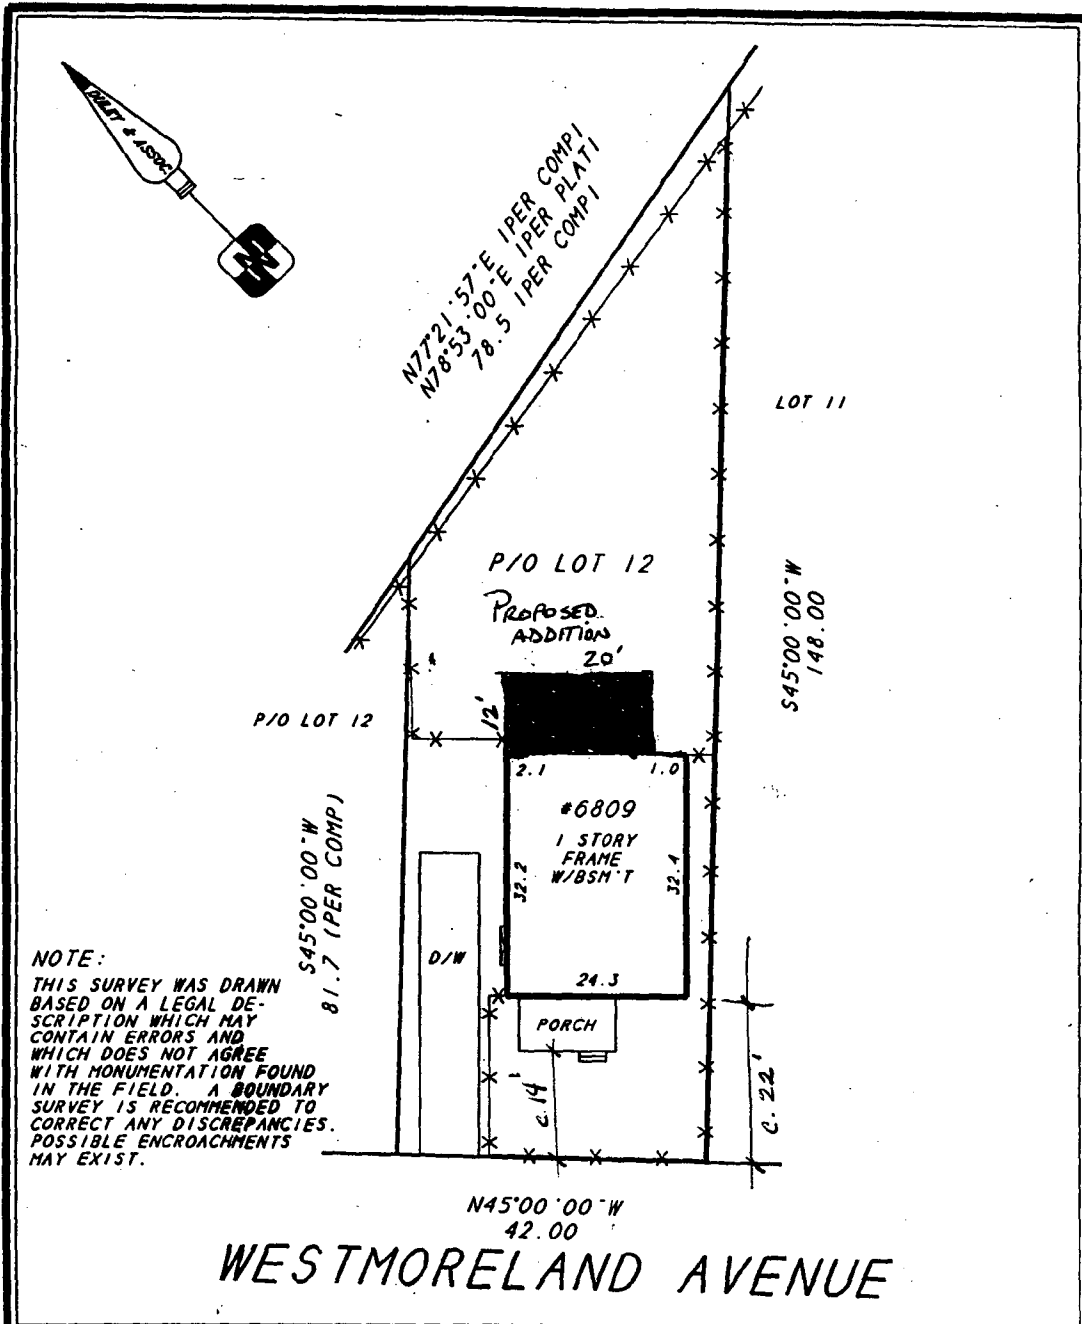 DULEY & ASSOC.
N77°21'57"E (PER COMP)
N78°53'00"E (PER PLAT)
78.5 (PER COMP)
LOT 11
P/O LOT 12
PROPOSED
ADDITION
20'
12'
S45°00'00"W
148.00
P/O LOT 12
2.1
1.0
#6809
1 STORY
FRAME
W/BSM'T
32.2
32.4
S45°00'00"W
81.7 (PER COMP)
D/W
24.3
PORCH
NOTE:
THIS SURVEY WAS DRAWN
BASED ON A LEGAL DE-
SCRIPTION WHICH MAY
CONTAIN ERRORS AND
WHICH DOES NOT AGREE
WITH MONUMENTATION FOUND
IN THE FIELD. A BOUNDARY
SURVEY IS RECOMMENDED TO
CORRECT ANY DISCREPANCIES.
POSSIBLE ENCROACHMENTS
MAY EXIST.
C. 14'
C. 22'
N45°00'00"W
42.00
WESTMORELAND AVENUE